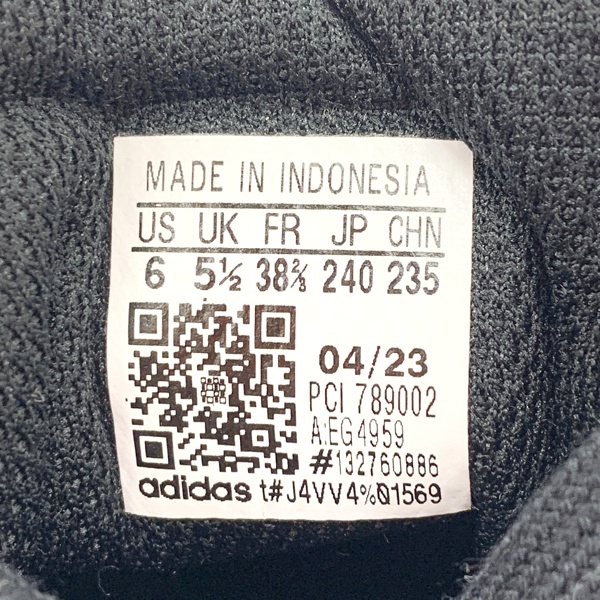 MADE IN INDONESIA
US UK FR JP CHN
6 5½ 38⅔ 240 235
04/23
PCI 789002
A:EG4959
#132760886
adidas t#J4VV4%Q1569